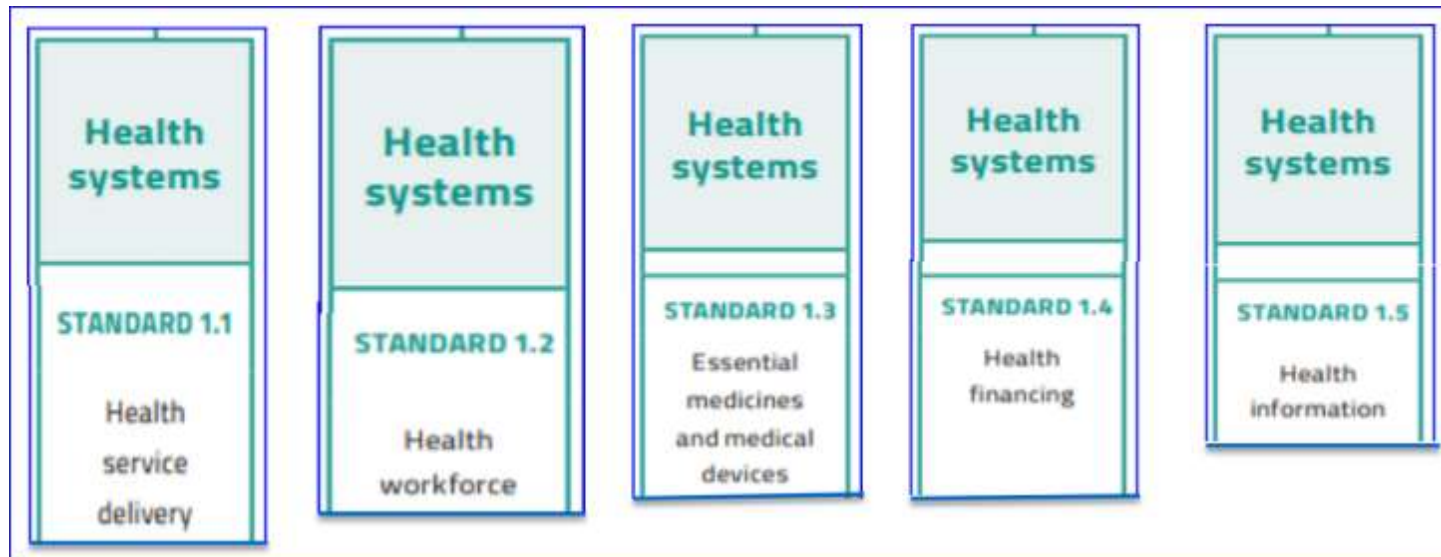 Health
systems
STANDARD 1.1
Health
service
delivery
Health
systems
STANDARD 1.2
Health
workforce
Health
systems
STANDARD 1.3
Essential
medicines
and medical
devices
Health
systems
STANDARD 1.4
Health
financing
Health
systems
STANDARD 1.5
Health
information